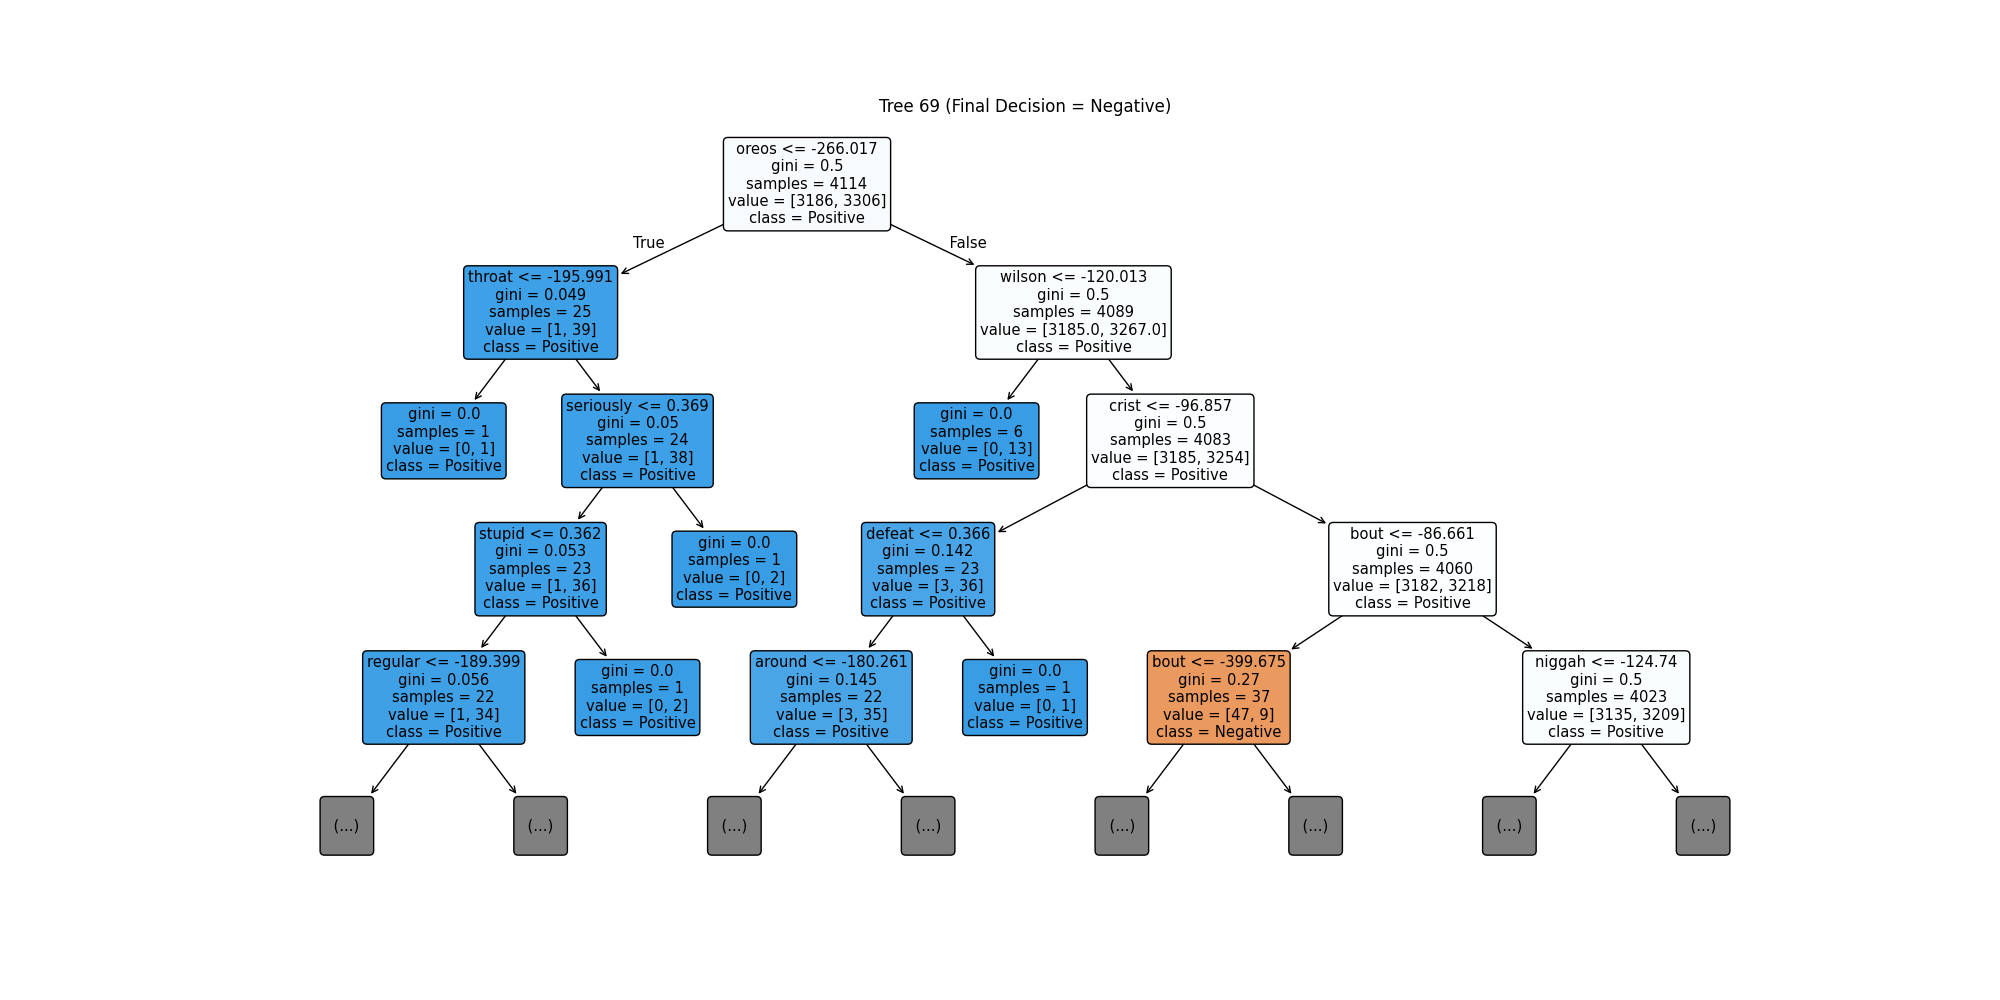 Tree 69 (Final Decision = Negative)
oreos <= -266.017
gini = 0.5
samples = 4114
value = [3186, 3306]
class = Positive
True
False
throat <= -195.991
gini = 0.049
samples = 25
value = [1, 39]
class = Positive
wilson <= -120.013
gini = 0.5
samples = 4089
value = [3185.0, 3267.0]
class = Positive
gini = 0.0
samples = 1
value = [0, 1]
class = Positive
seriously <= 0.369
gini = 0.05
samples = 24
value = [1, 38]
class = Positive
gini = 0.0
samples = 6
value = [0, 13]
class = Positive
crist <= -96.857
gini = 0.5
samples = 4083
value = [3185, 3254]
class = Positive
stupid <= 0.362
gini = 0.053
samples = 23
value = [1, 36]
class = Positive
gini = 0.0
samples = 1
value = [0, 2]
class = Positive
defeat <= 0.366
gini = 0.142
samples = 23
value = [3, 36]
class = Positive
bout <= -86.661
gini = 0.5
samples = 4060
value = [3182, 3218]
class = Positive
regular <= -189.399
gini = 0.056
samples = 22
value = [1, 34]
class = Positive
gini = 0.0
samples = 1
value = [0, 2]
class = Positive
around <= -180.261
gini = 0.145
samples = 22
value = [3, 35]
class = Positive
gini = 0.0
samples = 1
value = [0, 1]
class = Positive
bout <= -399.675
gini = 0.27
samples = 37
value = [47, 9]
class = Negative
niggah <= -124.74
gini = 0.5
samples = 4023
value = [3135, 3209]
class = Positive
(...)
(...)
(...)
(...)
(...)
(...)
(...)
(...)